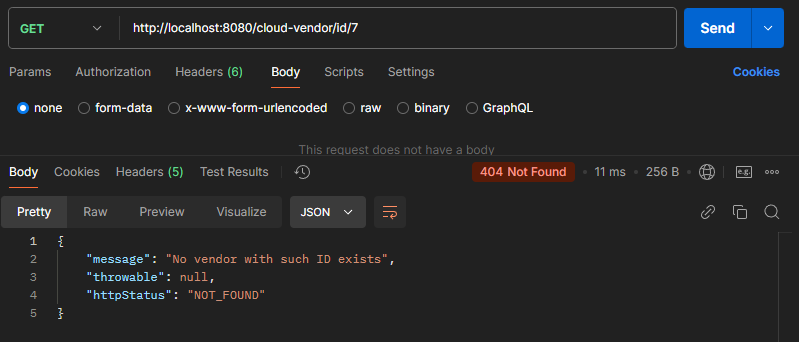 GET http://localhost:8080/cloud-vendor/id/7 Send
Params Authorization Headers (6) Body Scripts Settings Cookies
none form-data x-www-form-urlencoded raw binary GraphQL
This request does not have a body
Body Cookies Headers (5) Test Results 404 Not Found 11 ms 256 B e.g.
Pretty Raw Preview Visualize JSON
1 {
2 "message": "No vendor with such ID exists",
3 "throwable": null,
4 "httpStatus": "NOT_FOUND"
5 }